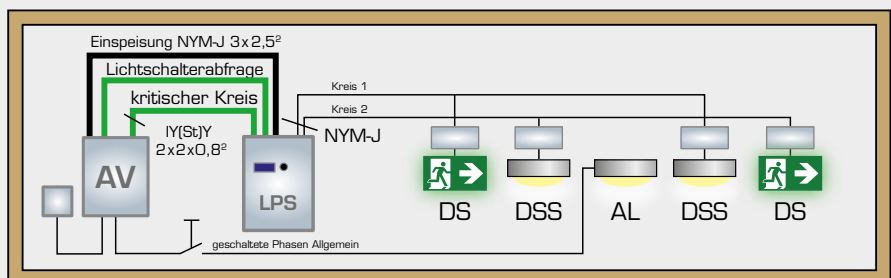 Einspeisung NYM-J 3x2,5²
Lichtschalterabfrage
kritischer Kreis
IY(St)Y
2x2x0,8²
NYM-J
Kreis 1
Kreis 2
AV
LPS
DS
DSS
AL
DSS
DS
geschaltete Phasen Allgemein